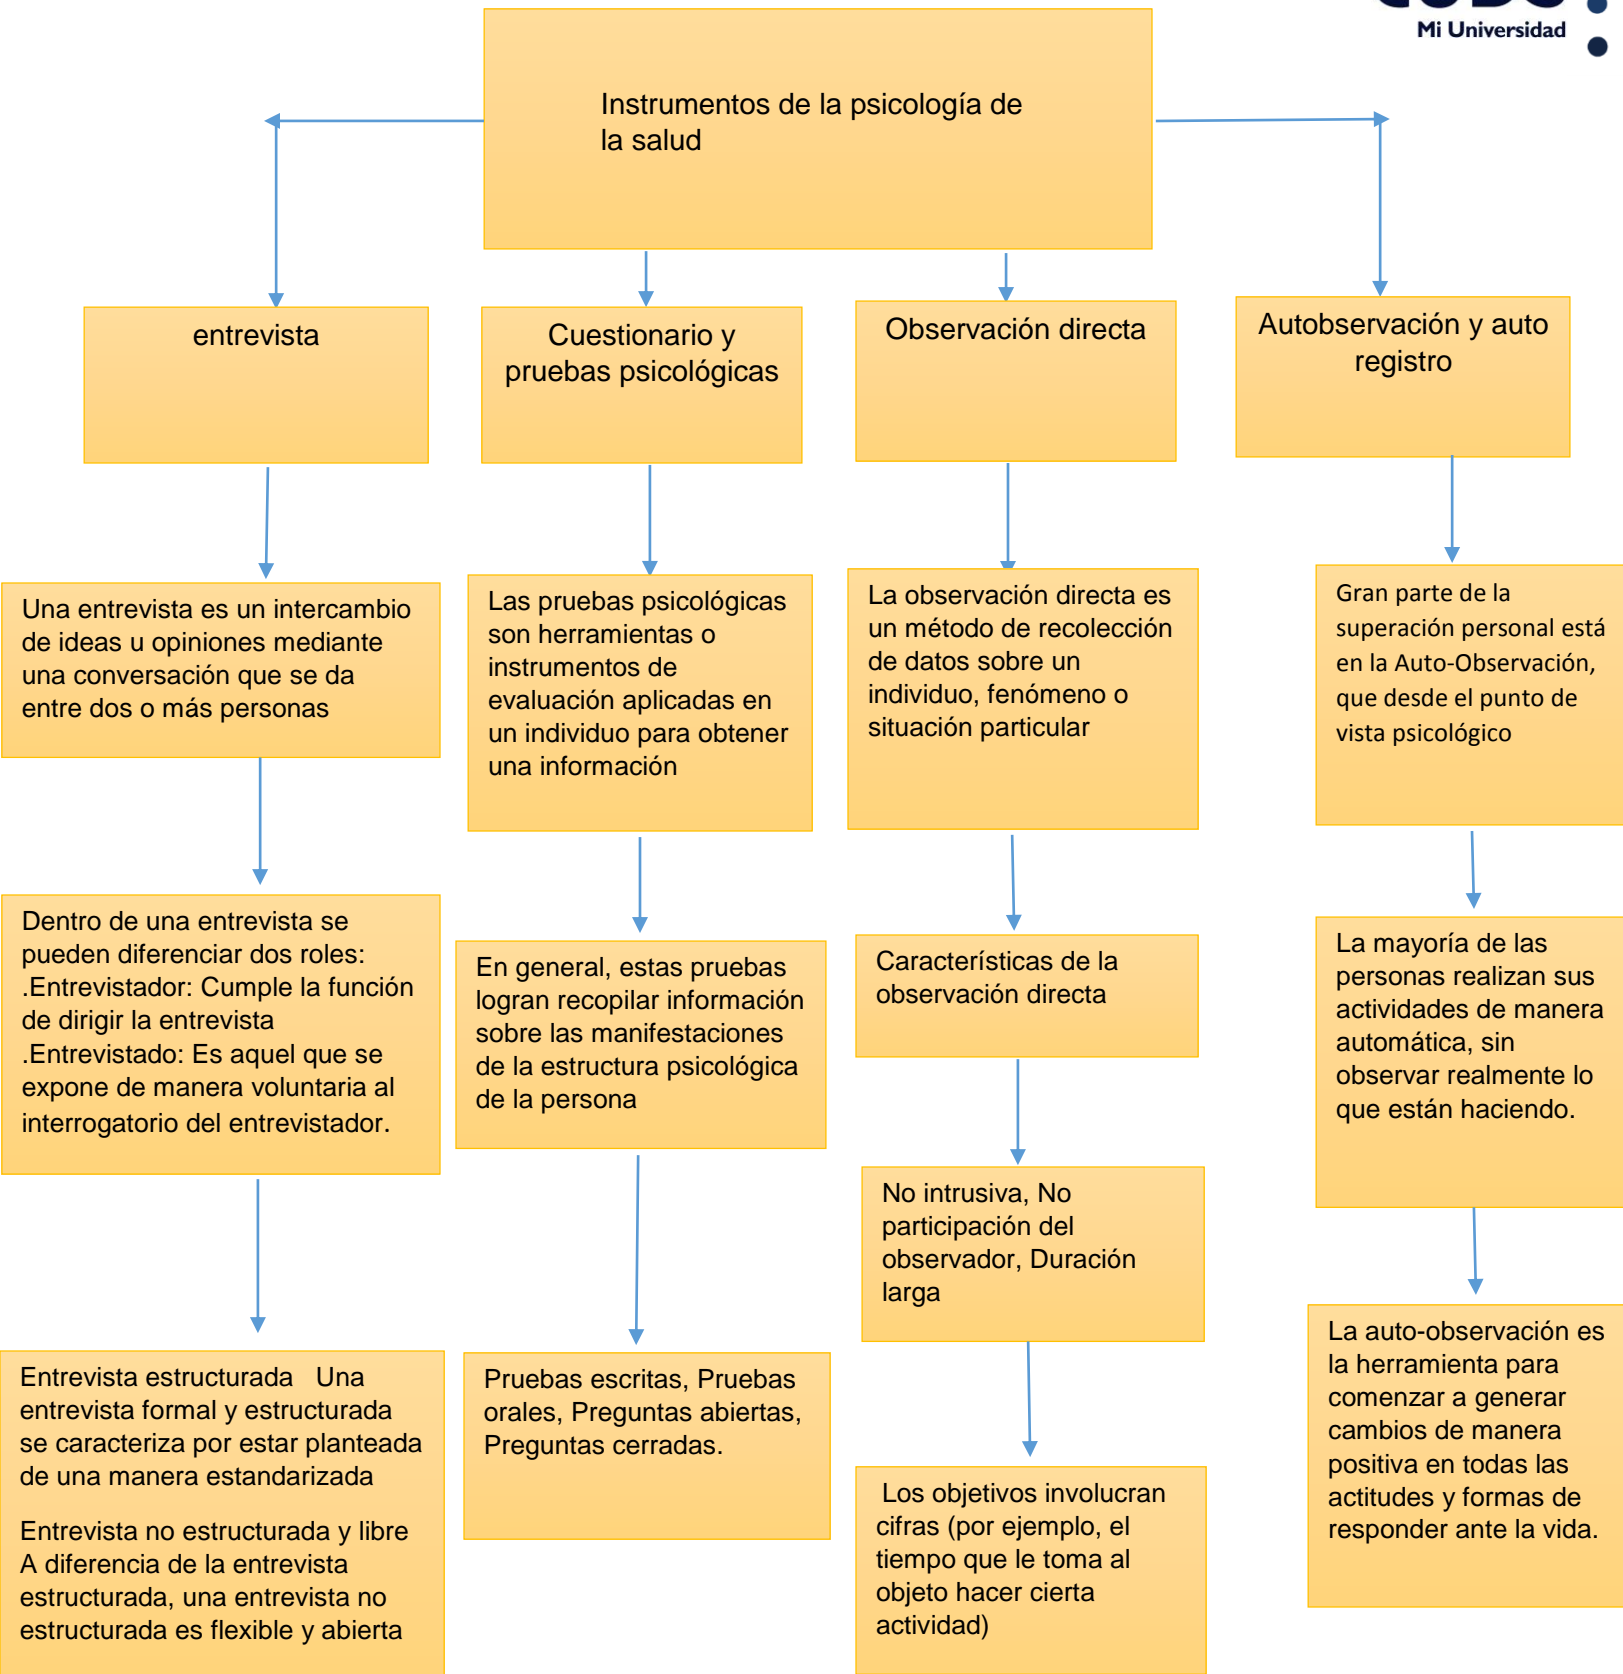 Mi Universidad
Instrumentos de la psicología de
la salud
entrevista
Cuestionario y
pruebas psicológicas
Observación directa
Autobservación y auto
registro
Una entrevista es un intercambio
de ideas u opiniones mediante
una conversación que se da
entre dos o más personas
Las pruebas psicológicas
son herramientas o
instrumentos de
evaluación aplicadas en
un individuo para obtener
una información
La observación directa es
un método de recolección
de datos sobre un
individuo, fenómeno o
situación particular
Gran parte de la
superación personal está
en la Auto-Observación,
que desde el punto de
vista psicológico
Dentro de una entrevista se
pueden diferenciar dos roles:
.Entrevistador: Cumple la función
de dirigir la entrevista
.Entrevistado: Es aquel que se
expone de manera voluntaria al
interrogatorio del entrevistador.
En general, estas pruebas
logran recopilar información
sobre las manifestaciones
de la estructura psicológica
de la persona
Características de la
observación directa
La mayoría de las
personas realizan sus
actividades de manera
automática, sin
observar realmente lo
que están haciendo.
No intrusiva, No
participación del
observador, Duración
larga
Entrevista estructurada   Una
entrevista formal y estructurada
se caracteriza por estar planteada
de una manera estandarizada
Entrevista no estructurada y libre
A diferencia de la entrevista
estructurada, una entrevista no
estructurada es flexible y abierta
Pruebas escritas, Pruebas
orales, Preguntas abiertas,
Preguntas cerradas.
Los objetivos involucran
cifras (por ejemplo, el
tiempo que le toma al
objeto hacer cierta
actividad)
La auto-observación es
la herramienta para
comenzar a generar
cambios de manera
positiva en todas las
actitudes y formas de
responder ante la vida.